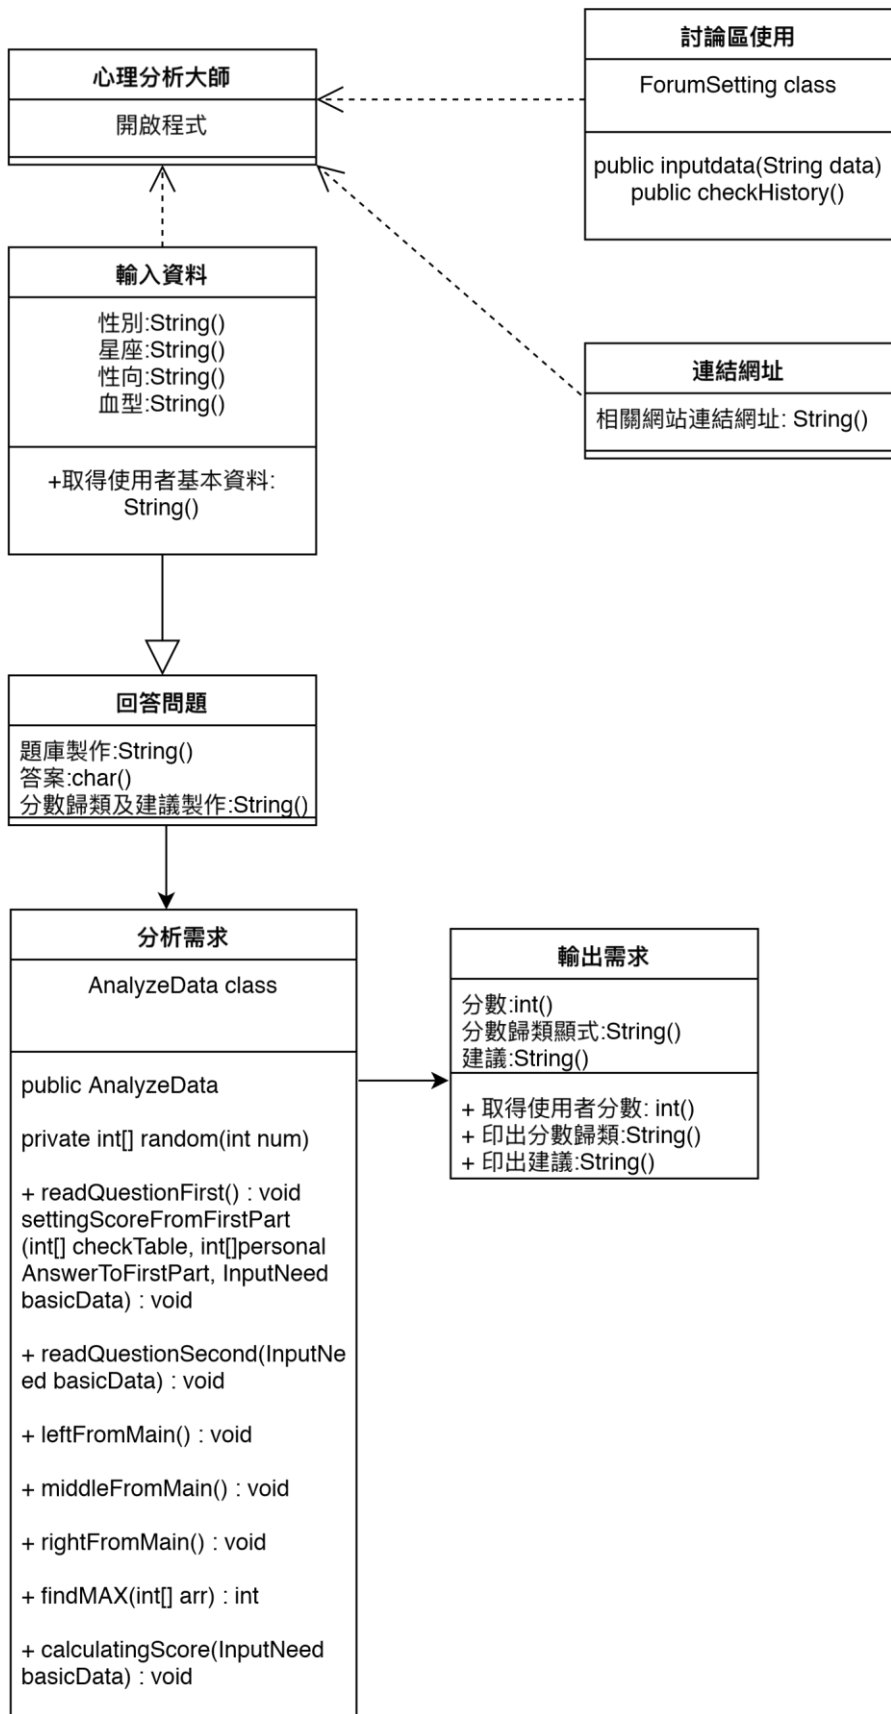 心理分析大師
開啟程式
討論區使用
ForumSetting class
public inputdata(String data)
public checkHistory()
輸入資料
性別:String()
星座:String()
性向:String()
血型:String()
+取得使用者基本資料:
String()
連結網址
相關網站連結網址: String()
回答問題
題庫製作:String()
答案:char()
分數歸類及建議製作:String()
分析需求
AnalyzeData class
public AnalyzeData
private int[] random(int num)
+ readQuestionFirst() : void
settingScoreFromFirstPart
(int[] checkTable, int[]personal
AnswerToFirstPart, InputNeed
basicData) : void
+ readQuestionSecond(InputNe
ed basicData) : void
+ leftFromMain() : void
+ middleFromMain() : void
+ rightFromMain() : void
+ findMAX(int[] arr) : int
+ calculatingScore(InputNeed
basicData) : void
輸出需求
分數:int()
分數歸類顯式:String()
建議:String()
+ 取得使用者分數: int()
+ 印出分數歸類:String()
+ 印出建議:String()